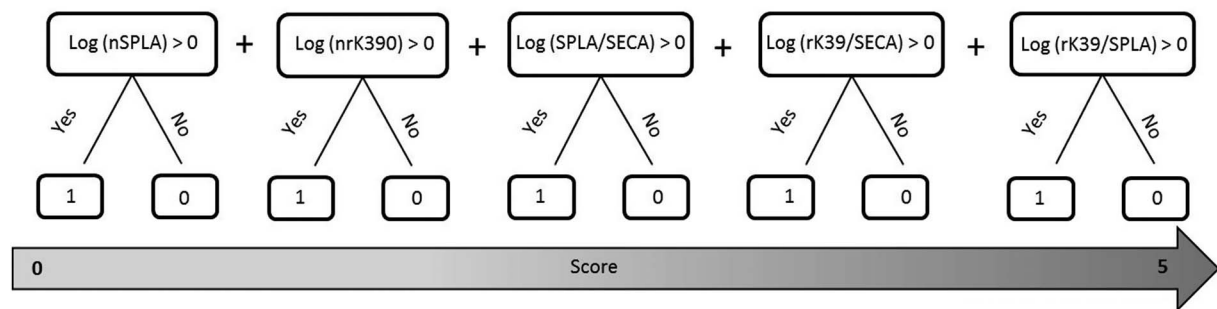 Log (nSPLA) > 0 + Log (nrK390) > 0 + Log (SPLA/SECA) > 0 + Log (rK39/SECA) > 0 + Log (rK39/SPLA) > 0
Yes No Yes No Yes No Yes No Yes No
1 0 1 0 1 0 1 0 1 0
0 Score 5